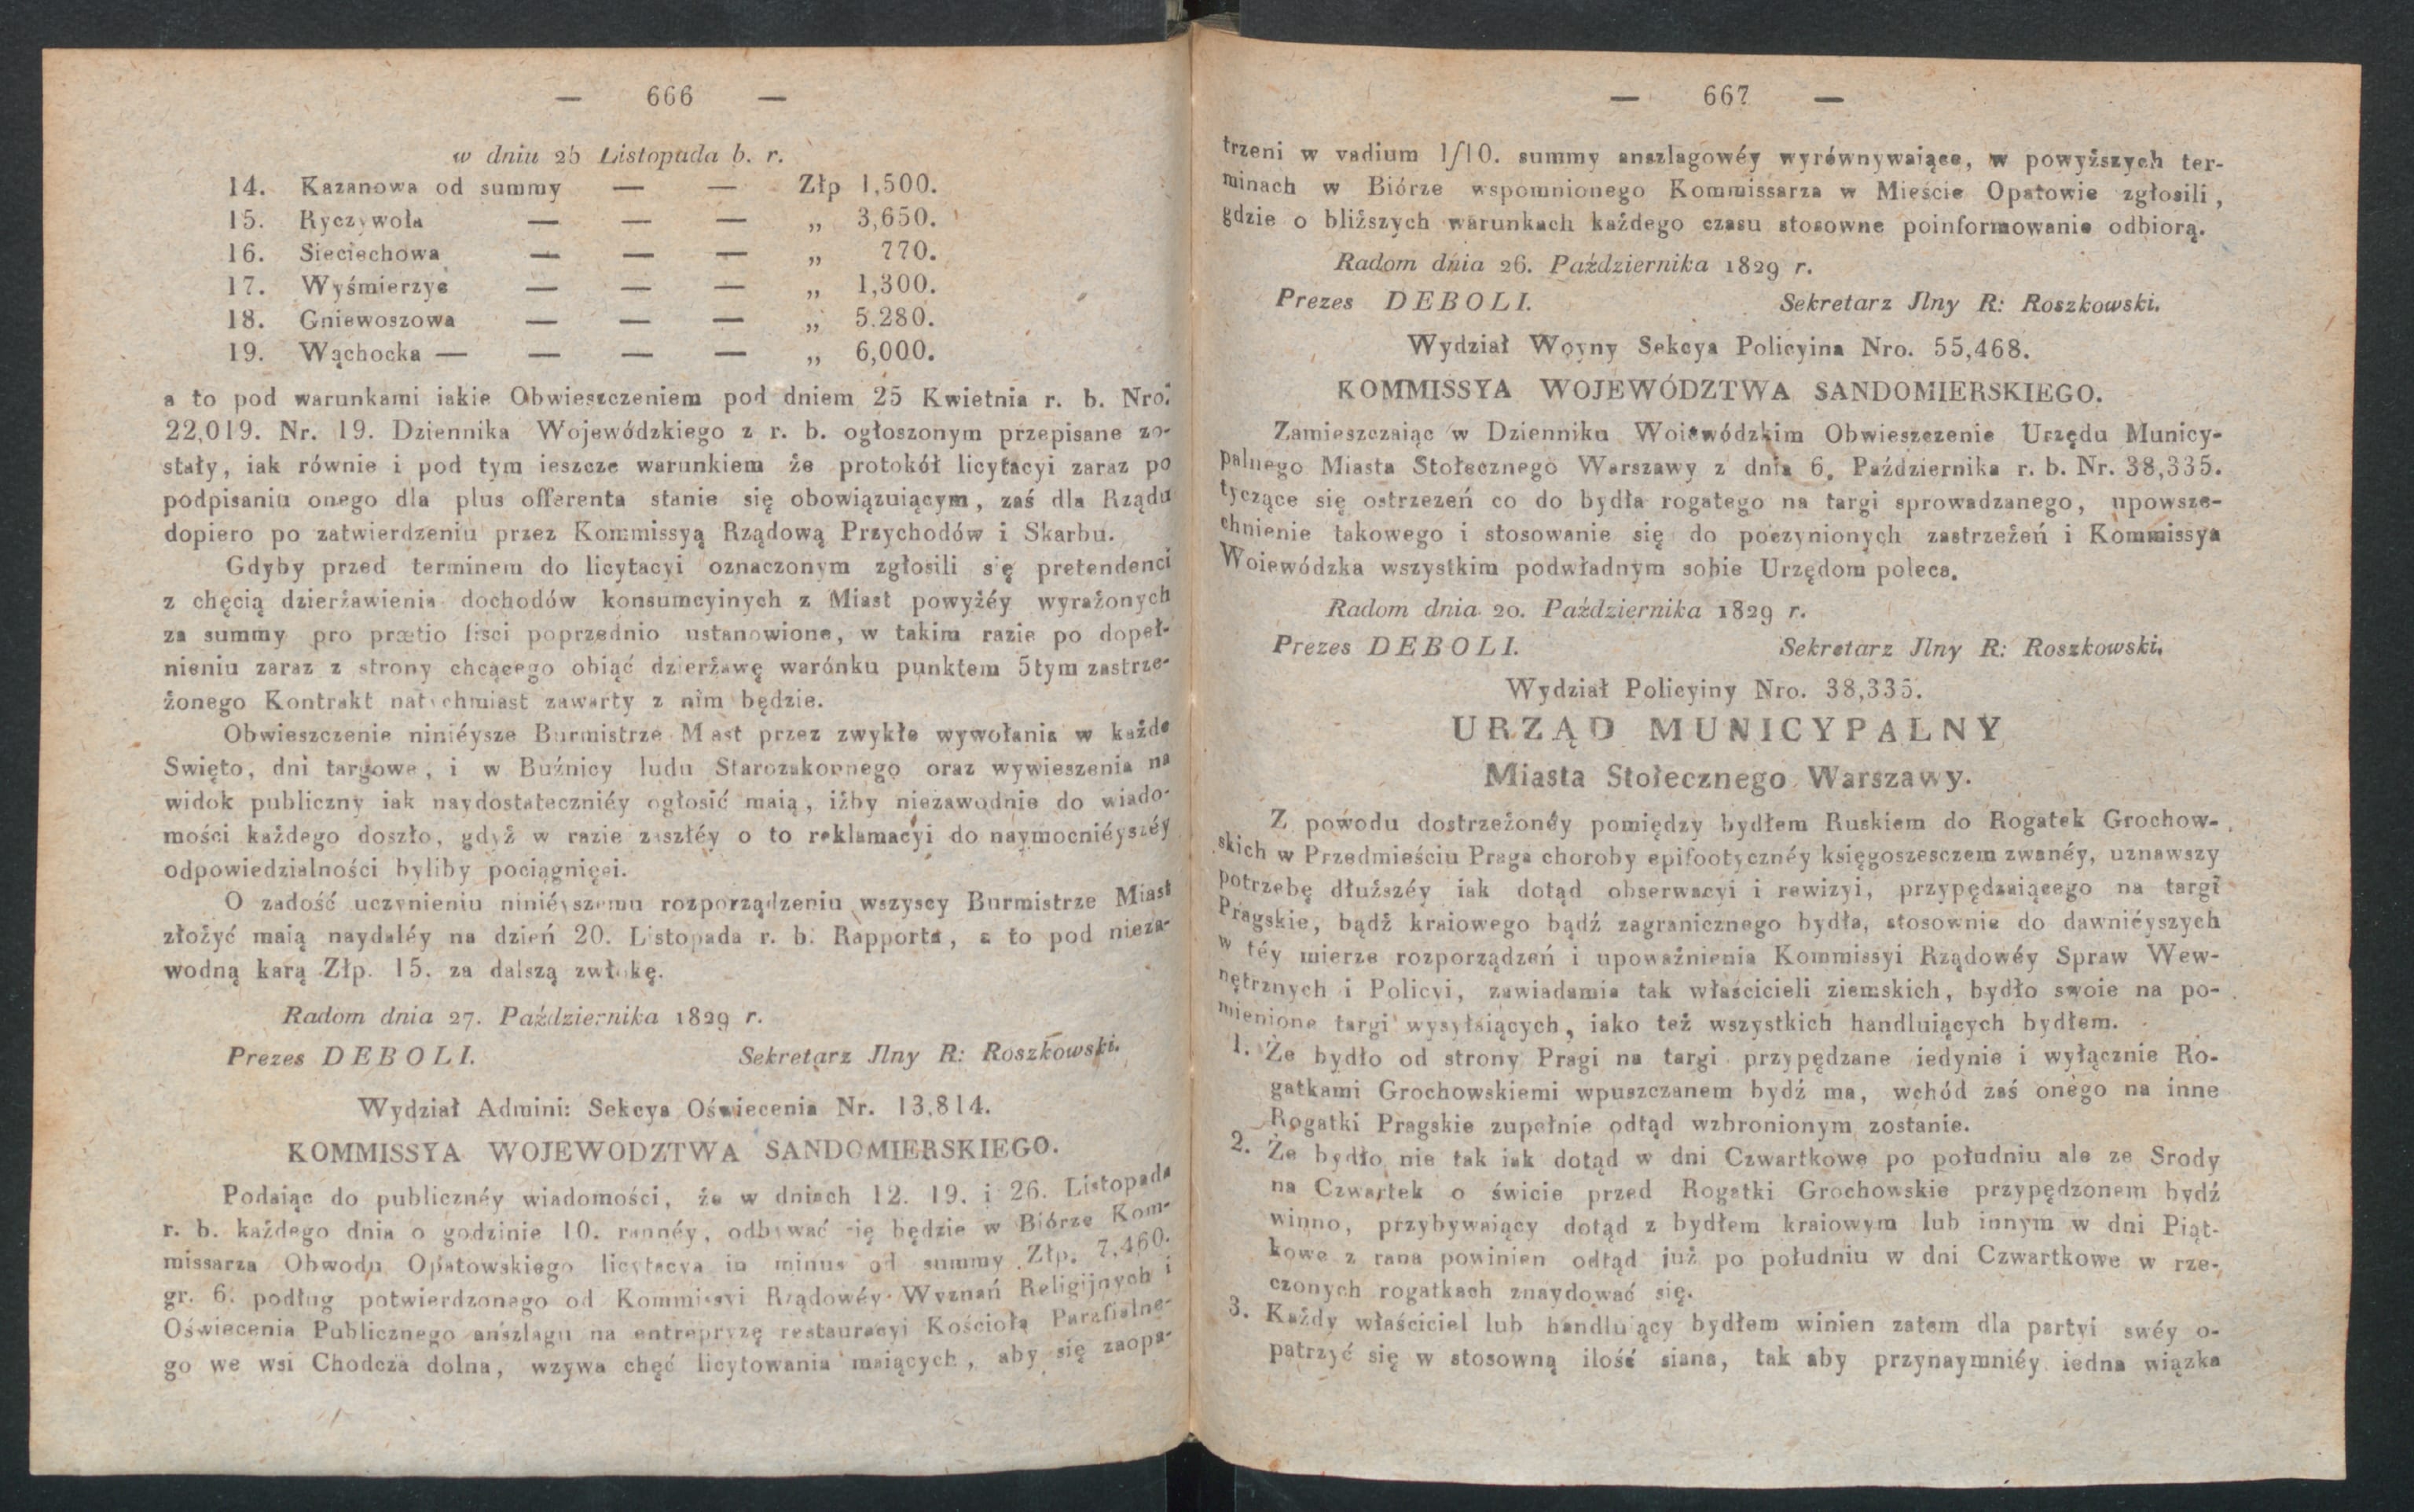 — 666 —
w dniu 25 Listopada b. r.
14. Kazanowa od summy — — Złp 1,500.
15. Ryczywoła — — — „ 3,650.
16. Sieciechowa — — — „ 770.
17. Wyśmierzyc — — — „ 1,300.
18. Gniewoszowa — — — „ 5.280.
19. Wąchocka — — — — „ 6,000.
a to pod warunkami iakie Obwieszczeniem pod dniem 25 Kwietnia r. b. Nro.
22,019. Nr. 19. Dziennika Wojewódzkiego z r. b. ogłoszonym przepisane zo-
stały, iak równie i pod tym ieszcze warunkiem że protokół licytacyi zaraz po
podpisaniu onego dla plus offerenta stanie się obowiązuiącym, zaś dla Rządu
dopiero po zatwierdzeniu przez Kommissyą Rządową Przychodów i Skarbu.
Gdyby przed terminem do licytacyi oznaczonym zgłosili się pretendenci
z chęcią dzierżawienia dochodów konsumcyinych z Miast powyżéy wyrażonych
za summy pro prætio fisci poprzednio ustanowione, w takim razie po dopeł-
nieniu zaraz z strony chcącego obiąć dzierżawę warónku punktem 5tym zastrze-
żonego Kontrakt natychmiast zawarty z nim będzie.
Obwieszczenie niniéysze Burmistrze Miast przez zwykłe wywołania w każde
Swięto, dni targowe, i w Buźnicy ludu Starozakonnego oraz wywieszenia na
widok publiczny iak naydostateczniéy ogłosić maią, iżby niezawodnie do wiado-
mości każdego doszło, gdyż w razie zaszłéy o to reklamacyi do naymocniéyszéy
odpowiedzialności byliby pociągnięci.
O zadość uczynieniu niniéyszemu rozporządzeniu wszyscy Burmistrze Miast
złożyć maią naydaléy na dzień 20. Listopada r. b. Rapporta, a to pod nieza-
wodną karą Złp. 15. za dalszą zwłokę.
Radom dnia 27. Października 1829 r.
Prezes DEBOLI. Sekretarz Jlny R: Roszkowski.
Wydział Admini: Sekcya Oświecenia Nr. 13,814.
KOMMISSYA WOJEWODZTWA SANDOMIERSKIEGO.
Podaiąc do publicznéy wiadomości, że w dniach 12. 19. i 26. Listopada
r. b. każdego dnia o godzinie 10. rannéy, odbywać się będzie w Biórze Kom-
missarza Obwodu Opatowskiego licytacya in minus od summy Złp. 7,460.
gr. 6. podług potwierdzonego od Kommissyi Rządowéy Wyznań Religijnych i
Oświecenia Publicznego anszlagu na entrepryzę restauracyi Kościoła Parafialne-
go we wsi Chodcza dolna, wzywa chęć licytowania maiących, aby się zaopa-
— 667 —
trzeni w vadium 1/10. summy anszlagowéy wyrównywaiące, w powyższych ter-
minach w Biórze wspomnionego Kommissarza w Mieście Opatowie zgłosili,
gdzie o bliższych warunkach każdego czasu stosowne poinformowanie odbiorą.
Radom dnia 26. Października 1829 r.
Prezes DEBOLI. Sekretarz Jlny R: Roszkowski.
Wydział Woyny Sekcya Policyina Nro. 55,468.
KOMMISSYA WOJEWÓDZTWA SANDOMIERSKIEGO.
Zamieszczaiąc w Dzienniku Woiewódzkim Obwieszczenie Urzędu Municy-
palnego Miasta Stołecznego Warszawy z dnia 6. Października r. b. Nr. 38,335.
tyczące się ostrzezeń co do bydła rogatego na targi sprowadzanego, upowsze-
chnienie takowego i stosowanie się do poczynionych zastrzeżeń i Kommissya
Woiewódzka wszystkim podwładnym sobie Urzędom poleca.
Radom dnia 20. Października 1829 r.
Prezes DEBOLI. Sekretarz Jlny R: Roszkowski.
Wydział Policyiny Nro. 38,335.
URZĄD MUNICYPALNY
Miasta Stołecznego Warszawy.
Z powodu dostrzeżonéy pomiędzy bydłem Ruskiem do Rogatek Grochow-
skich w Przedmieściu Praga choroby epifootycznéy księgoszesczem zwanéy, uznawszy
potrzebę dłuższéy iak dotąd obserwacyi i rewizyi, przypędzaiącego na targi
Pragskie, bądź kraiowego bądź zagranicznego bydła, stosownie do dawniéyszych
w téy mierze rozporządzeń i upoważnienia Kommissyi Rządowéy Spraw Wew-
nętrznych i Policyi, zawiadamia tak właścicieli ziemskich, bydło swoie na po-
mienione targi wysyłaiących, iako też wszystkich handluiących bydłem.
1. Że bydło od strony Pragi na targi przypędzane iedynie i wyłącznie Ro-
gatkami Grochowskiemi wpuszczanem bydź ma, wchód zaś onego na inne
Rogatki Pragskie zupełnie odtąd wzbronionym zostanie.
2. Że bydło nie tak iak dotąd w dni Czwartkowe po południu ale ze Srody
na Czwartek o świcie przed Rogatki Grochowskie przypędzonem bydź
winno, przybywaiący dotąd z bydłem kraiowym lub innym w dni Piąt-
kowe z rana powinien odtąd już po południu w dni Czwartkowe w rze-
czonych rogatkach znaydować się.
3. Każdy właściciel lub handluiący bydłem winien zatem dla partyi swéy o-
patrzyć się w stosowną ilość siana, tak aby przynaymniéy iedna wiązka